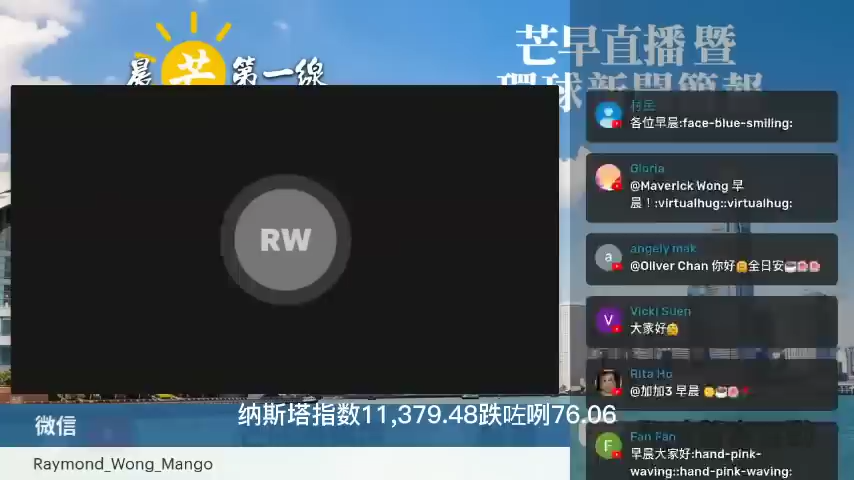 晨芒第一線
芒早直播暨
環球新聞簡報
RW
何氏
各位早晨:face-blue-smiling:
Gloria
@Maverick Wong 早
晨！:virtualhug::virtualhug:
a
angely mak
@Oliver Chan 你好🤗全日安☕🌸🌸
V
Vicki Suen
大家好🤗
Rita Ho
@加加3 早晨 🌞☕🌸🌹
F
Fan Fan
早晨大家好:hand-pink-
waving::hand-pink-waving:
纳斯塔指数11,379.48跌咗咧76.06
微信
Raymond_Wong_Mango